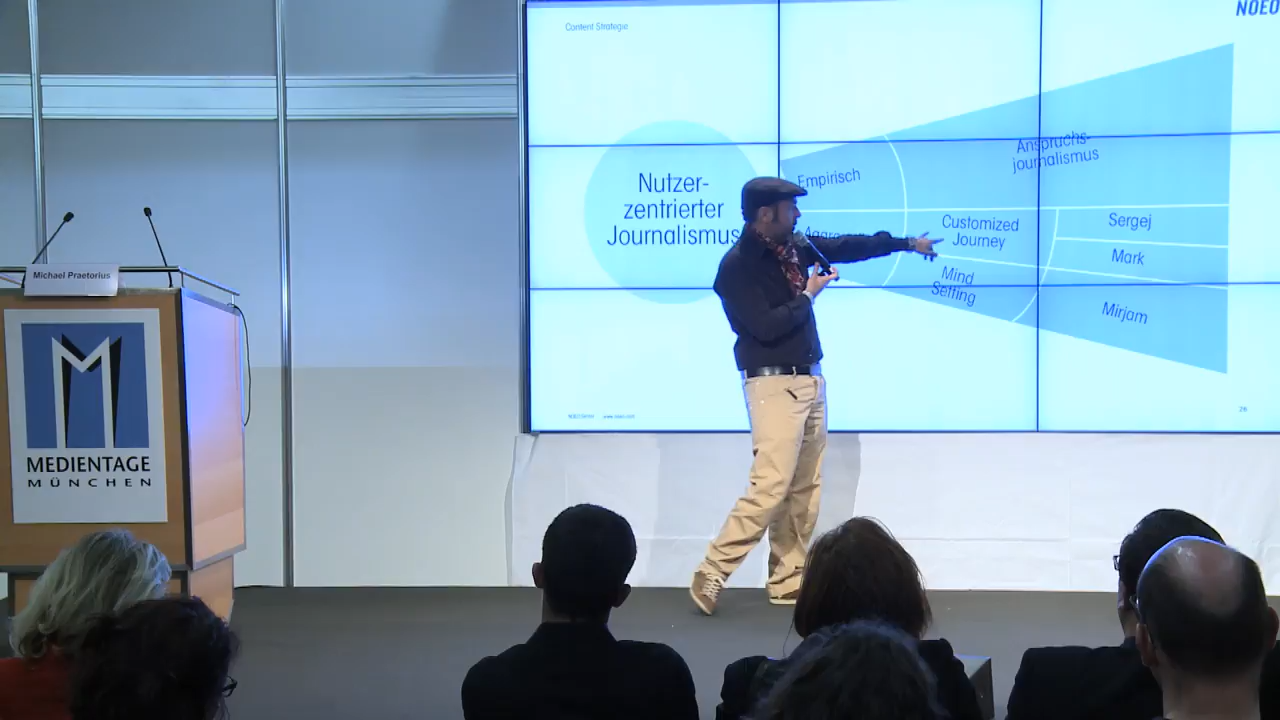 Content Strategie
NOEO
Nutzer-
zentrierter
Journalismus
Empirisch
Anspruchs-
journalismus
Customized
Journey
Mind
Setting
Sergej
Mark
Mirjam
26
Michael Praetorius
M
MEDIENTAGE
MÜNCHEN